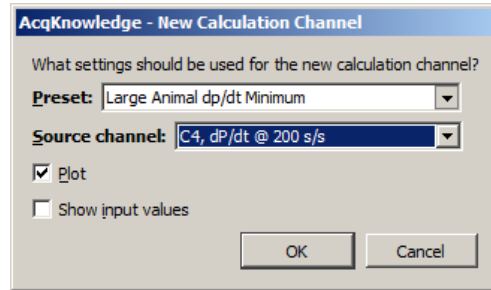 AcqKnowledge - New Calculation Channel
What settings should be used for the new calculation channel?
Preset: Large Animal dp/dt Minimum
Source channel: C4, dP/dt @ 200 s/s
Plot
Show input values
OK Cancel